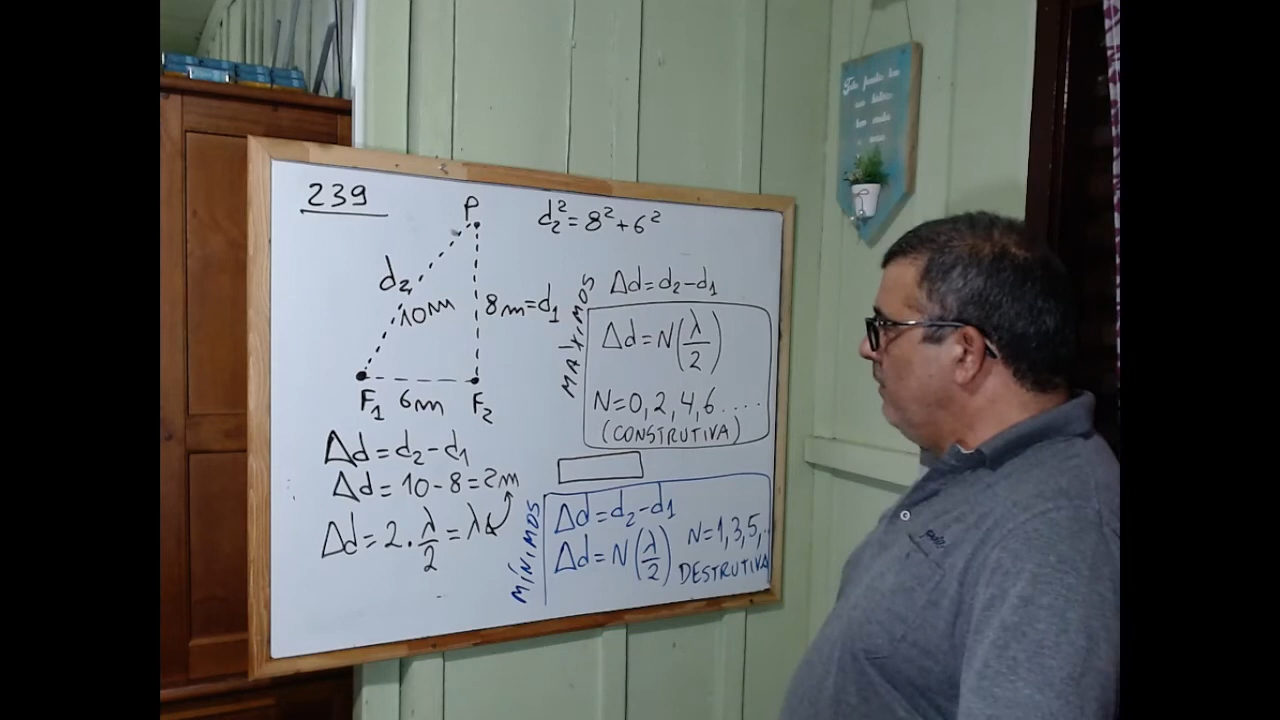 239
P
d₂
10m
8m=d₁
F₁ 6m F₂
Δd=d₂-d₁
Δd=10-8=2m
Δd=2.λ/2=λ
d₂²=8²+6²
MÁXIMOS
Δd=d₂-d₁
Δd=N(λ/2)
N=0,2,4,6....
(CONSTRUTIVA)
MÍNIMOS
Δd=d₂-d₁
Δd=N(λ/2)
N=1,3,5,..
DESTRUTIVA